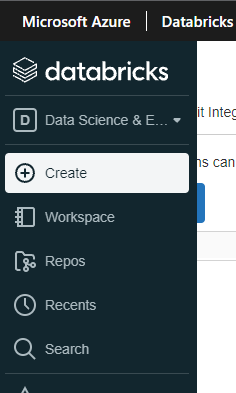 Microsoft Azure | Databricks
databricks
D Data Science & E...
it Integ
Create
ns can
Workspace
Repos
Recents
Search